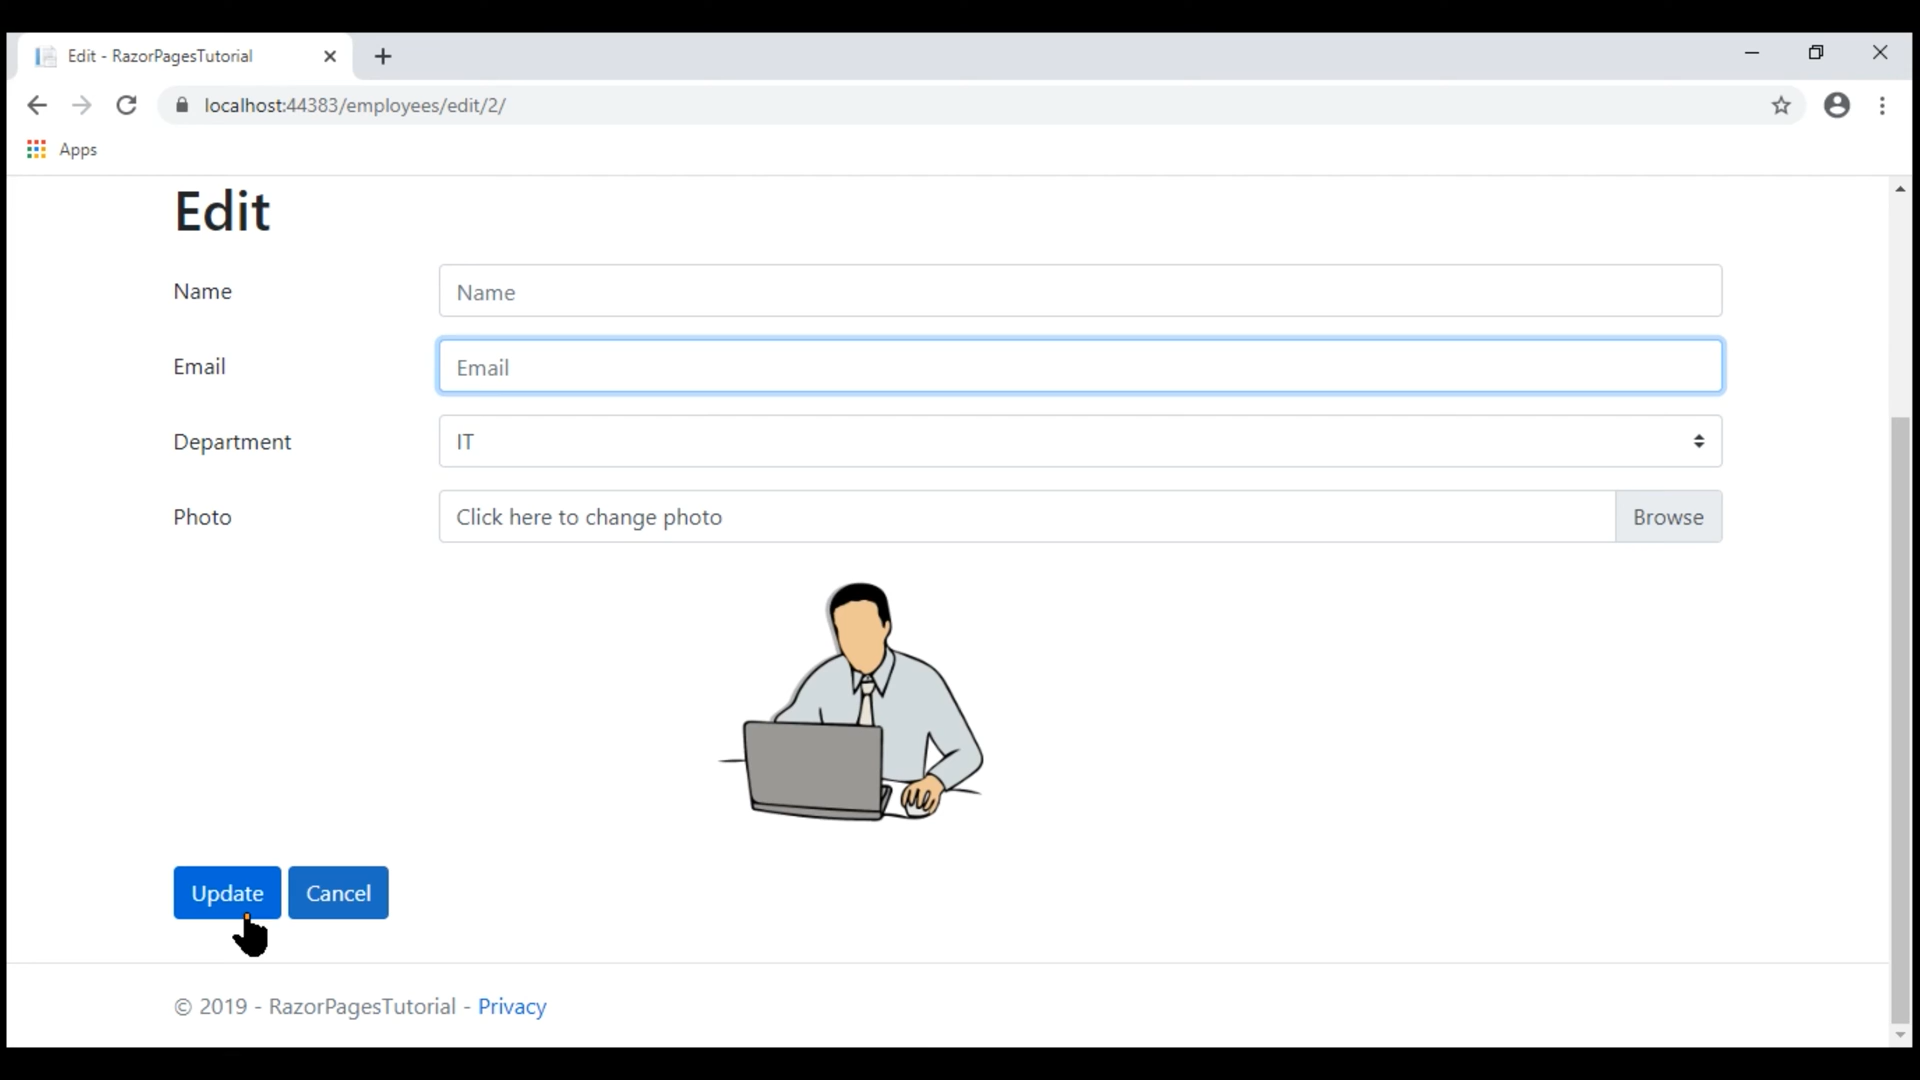 Edit - RazorPagesTutorial
localhost:44383/employees/edit/2/
Apps
Edit
Name Name
Email Email
Department IT
Photo Click here to change photo Browse
Update Cancel
© 2019 - RazorPagesTutorial - Privacy